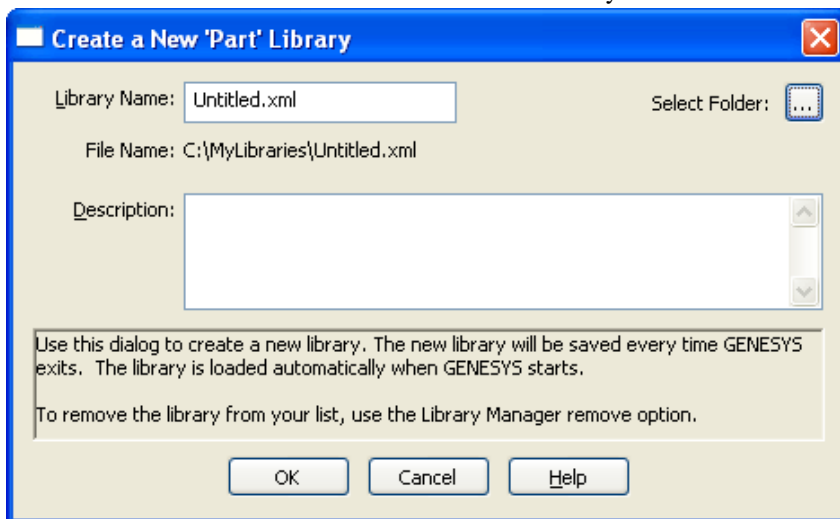 Create a New 'Part' Library
Library Name: Untitled.xml Select Folder: ...
File Name: C:\MyLibraries\Untitled.xml
Description:
Use this dialog to create a new library. The new library will be saved every time GENESYS
exits. The library is loaded automatically when GENESYS starts.
To remove the library from your list, use the Library Manager remove option.
OK Cancel Help